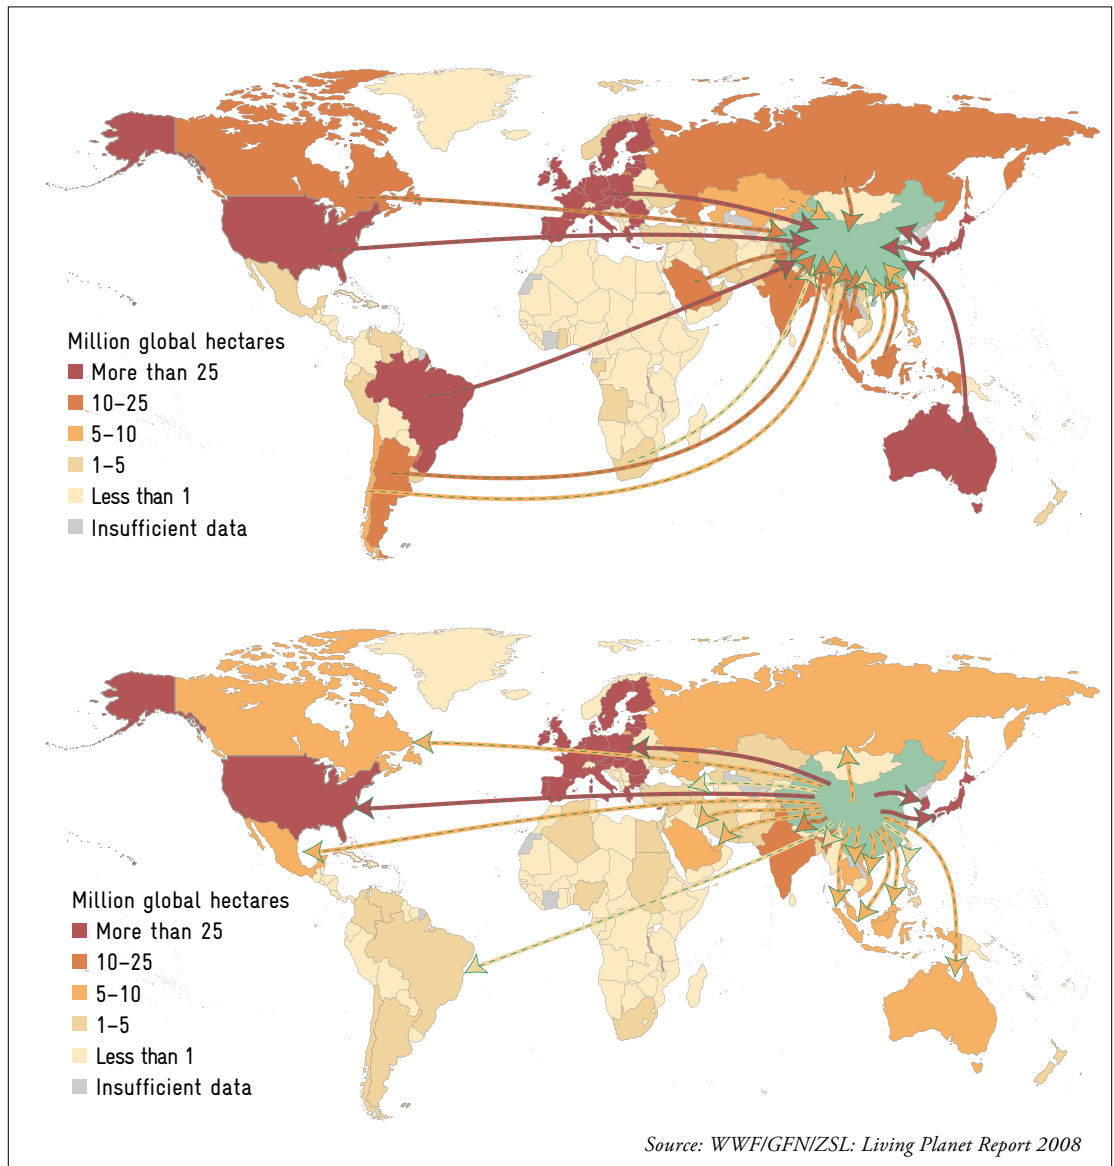 Million global hectares
More than 25
10–25
5–10
1–5
Less than 1
Insufficient data
Million global hectares
More than 25
10–25
5–10
1–5
Less than 1
Insufficient data
Source: WWF/GFN/ZSL: Living Planet Report 2008